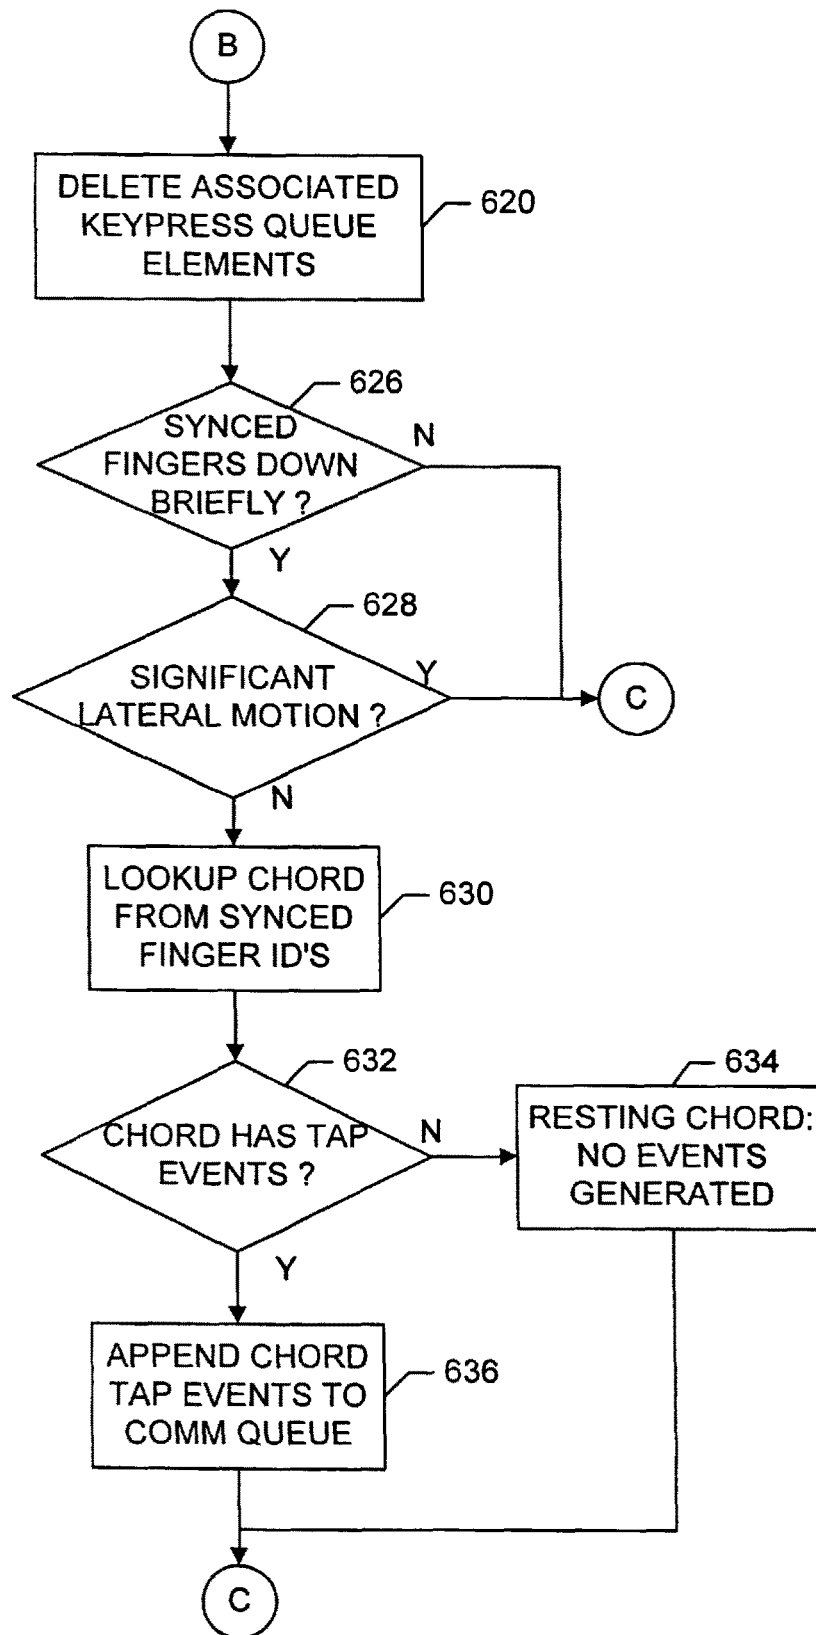 B
DELETE ASSOCIATED
KEYPRESS QUEUE
ELEMENTS
620
626
SYNCED
FINGERS DOWN
BRIEFLY ?
N
Y
628
SIGNIFICANT
LATERAL MOTION ?
Y
C
N
LOOKUP CHORD
FROM SYNCED
FINGER ID'S
630
632
CHORD HAS TAP
EVENTS ?
N
634
RESTING CHORD:
NO EVENTS
GENERATED
Y
APPEND CHORD
TAP EVENTS TO
COMM QUEUE
636
C